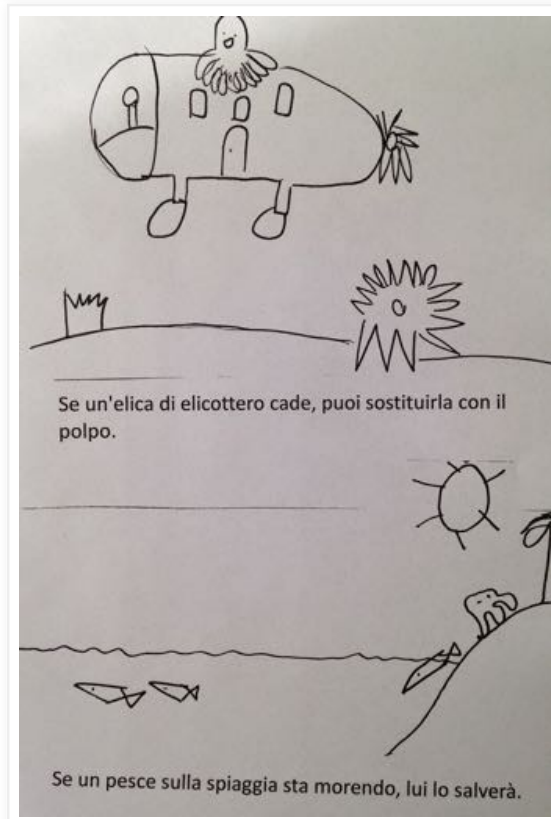 Se un'elica di elicottero cade, puoi sostituirla con il
polpo.
Se un pesce sulla spiaggia sta morendo, lui lo salverà.